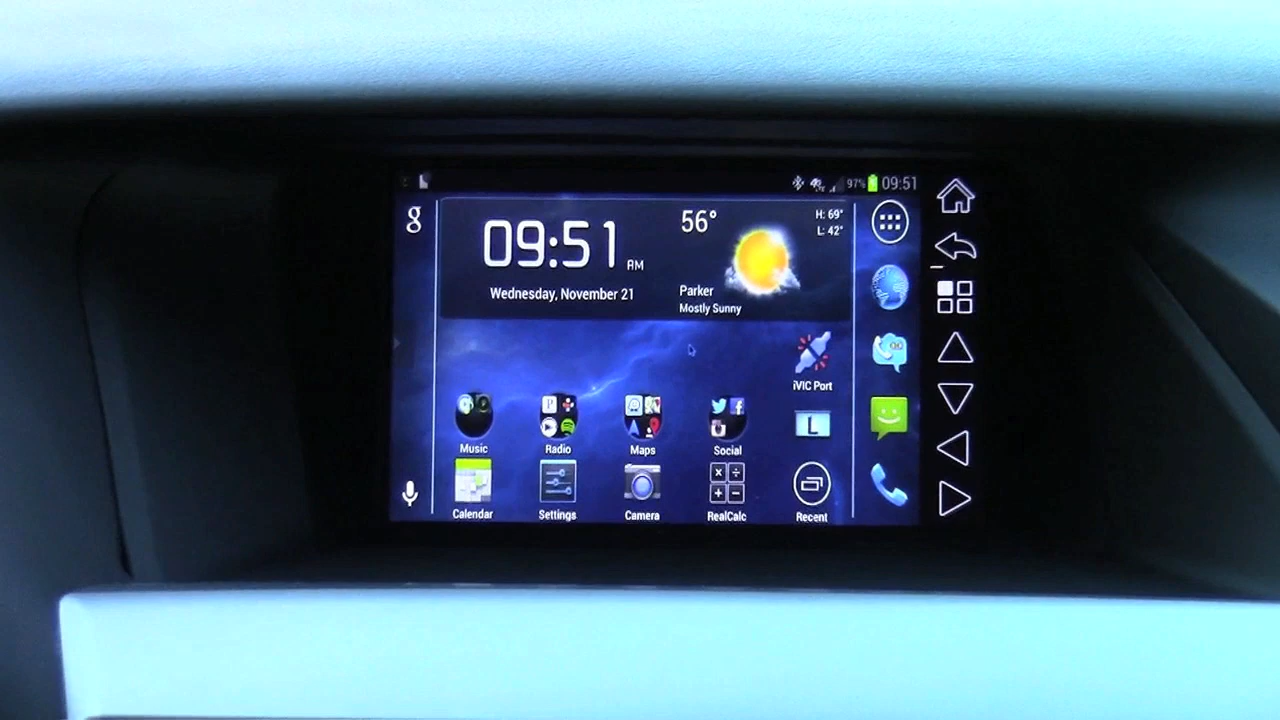 97% 09:51
g
09:51 AM
Wednesday, November 21
56°
H: 69°
L: 42°
Parker
Mostly Sunny
iVIC Port
L
Music
Radio
Maps
Social
Calendar
Settings
Camera
RealCalc
Recent